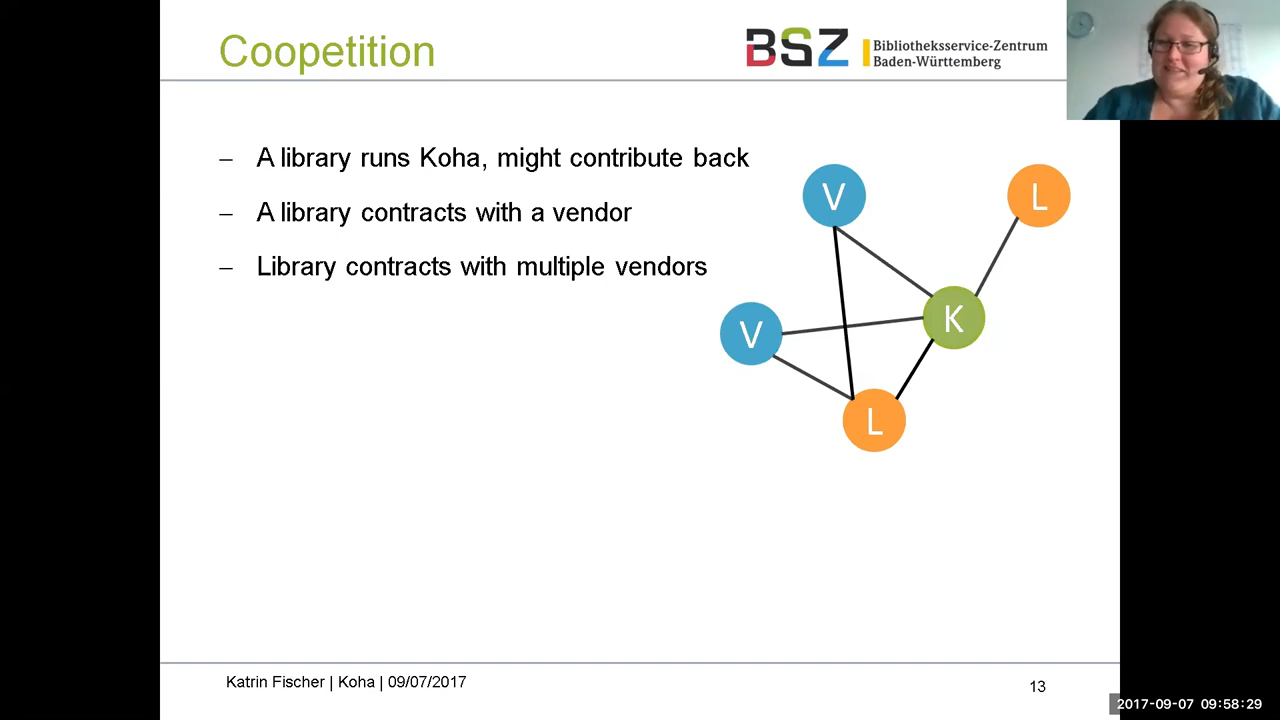 Coopetition
BSZ
Bibliotheksservice-Zentrum
Baden-Württemberg
– A library runs Koha, might contribute back
– A library contracts with a vendor
– Library contracts with multiple vendors
V
L
K
V
L
Katrin Fischer | Koha | 09/07/2017
13
2017-09-07 09:58:29